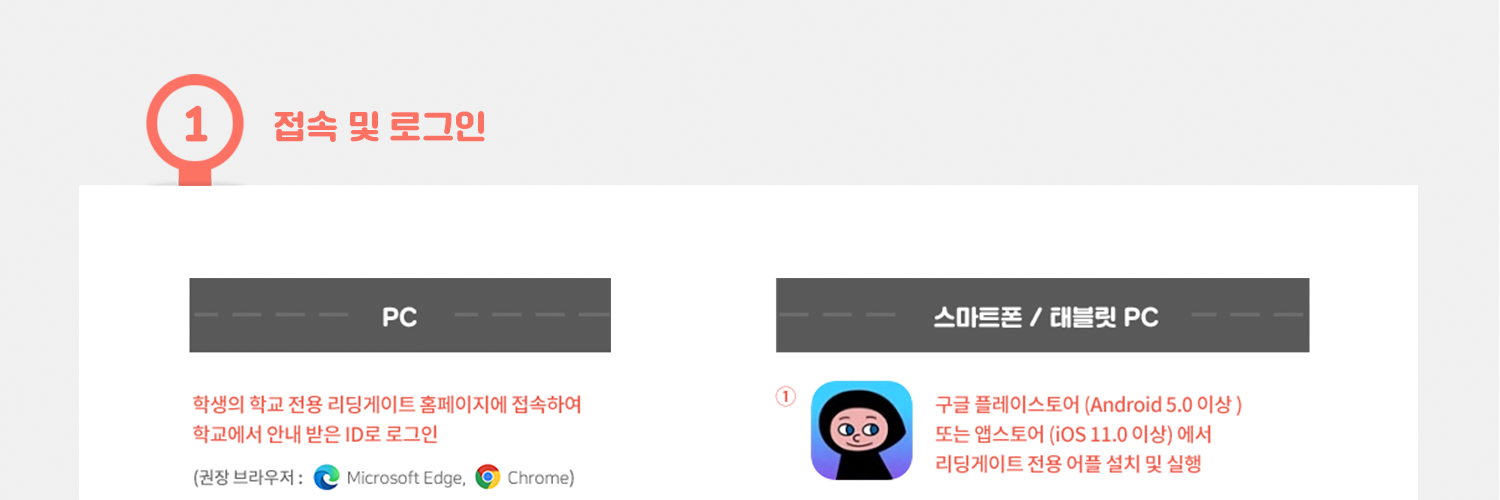 1 접속 및 로그인
PC
학생의 학교 전용 리딩게이트 홈페이지에 접속하여
학교에서 안내 받은 ID로 로그인
(권장 브라우저 : Microsoft Edge, Chrome)
스마트폰 / 태블릿 PC
① 구글 플레이스토어 (Android 5.0 이상 )
또는 앱스토어 (iOS 11.0 이상) 에서
리딩게이트 전용 어플 설치 및 실행